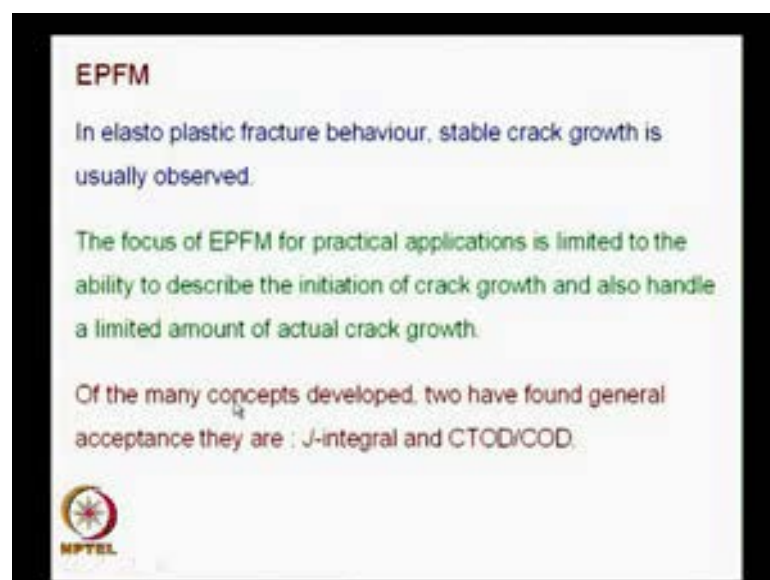 EPFM
In elasto plastic fracture behaviour, stable crack growth is
usually observed.
The focus of EPFM for practical applications is limited to the
ability to describe the initiation of crack growth and also handle
a limited amount of actual crack growth.
Of the many concepts developed, two have found general
acceptance they are : J-integral and CTOD/COD.
NPTEL